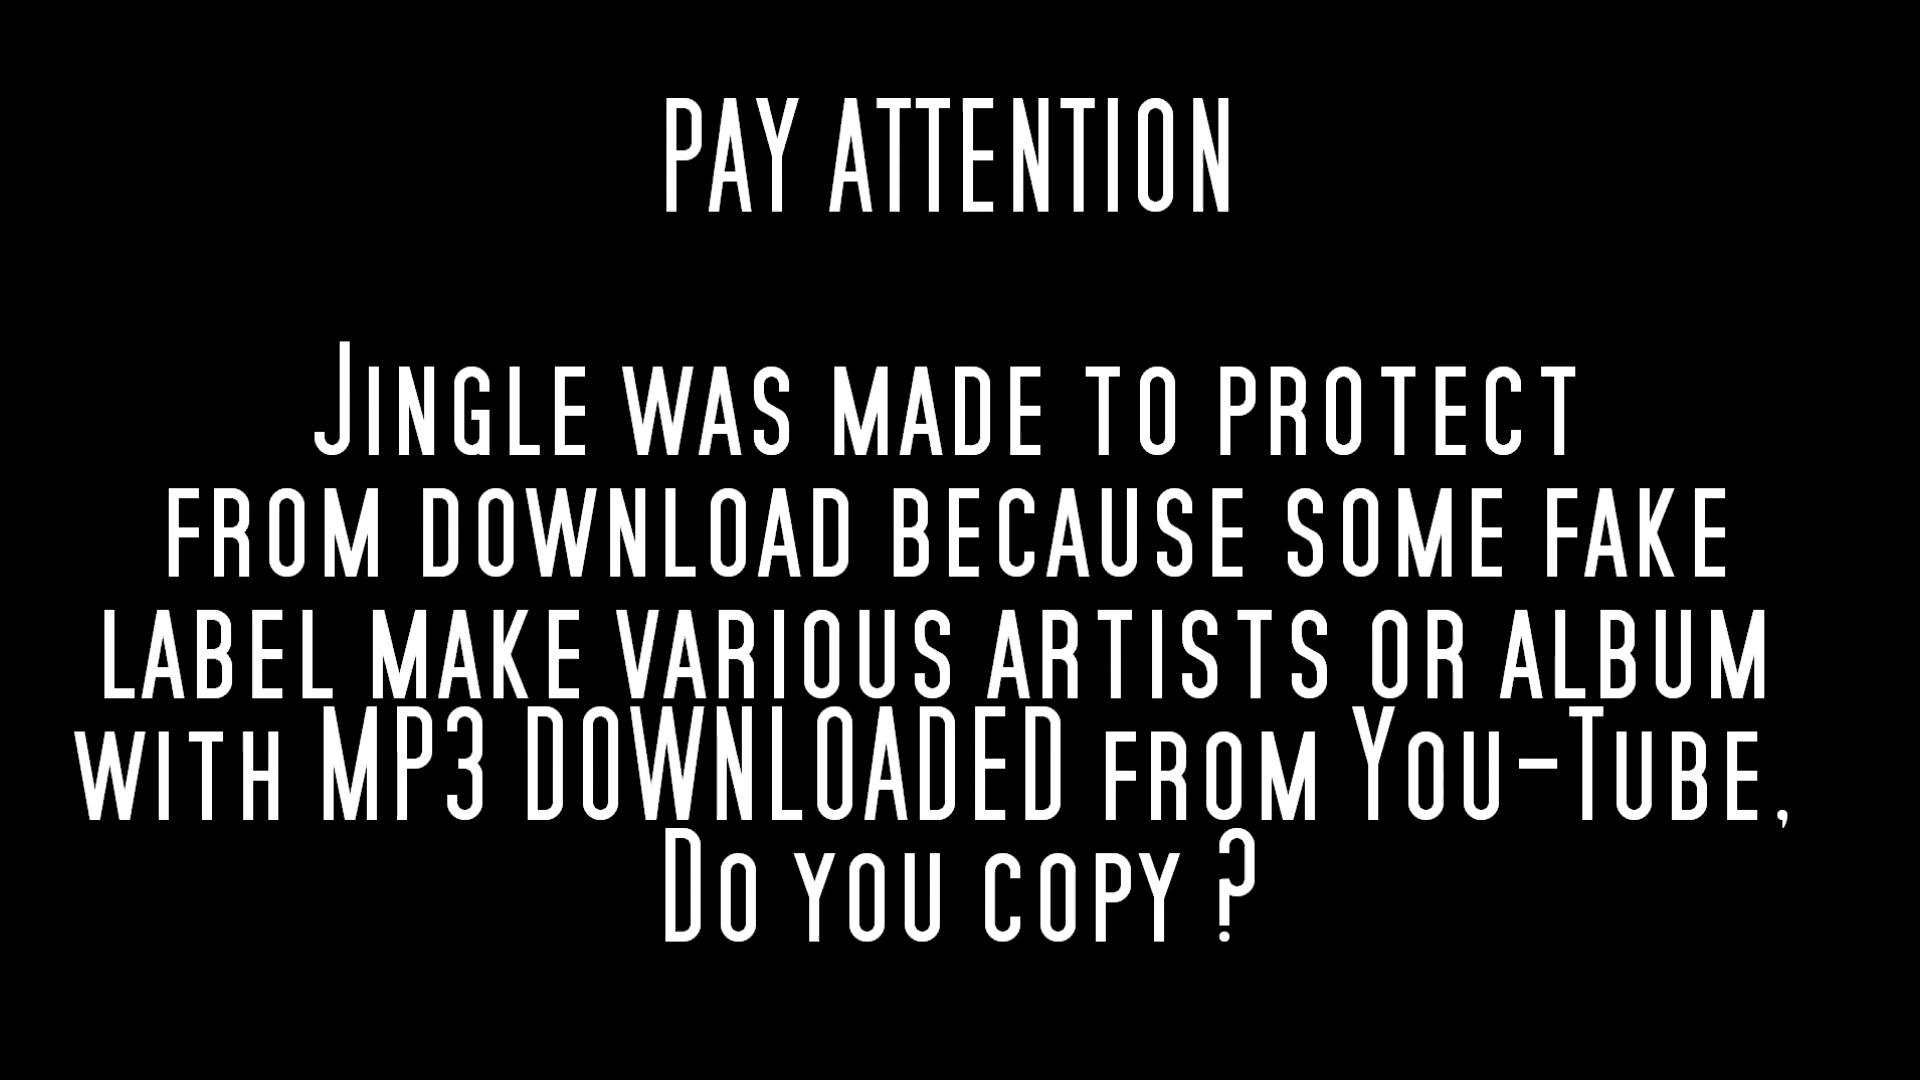 PAY ATTENTION
Jingle was made to protect
from download because some fake
label make various artists or album
with MP3 DOWNLOADED from You-Tube,
Do you copy ?